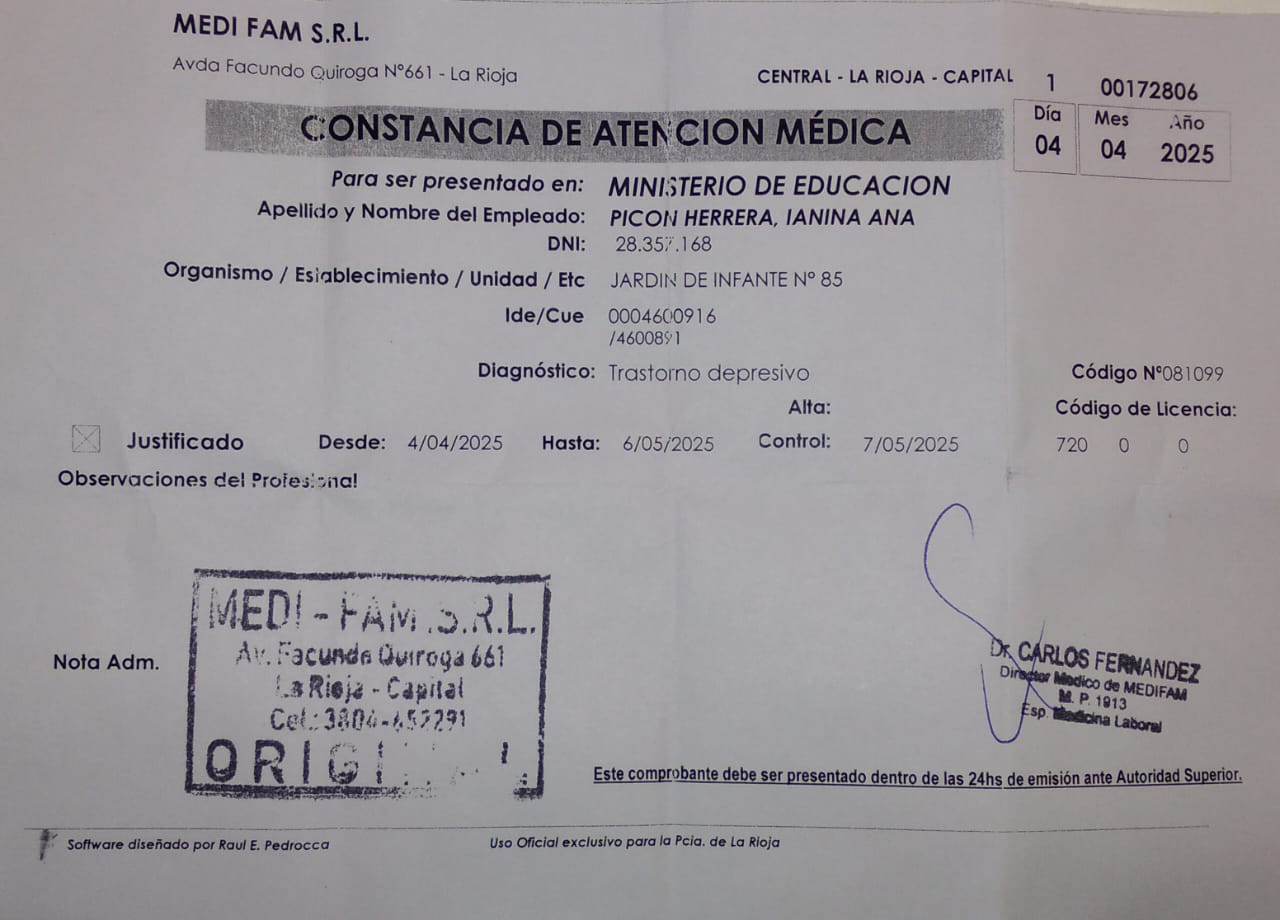 MEDI FAM S.R.L.
Avda Facundo Quiroga N°661 - La Rioja
CENTRAL - LA RIOJA - CAPITAL 1 00172806
CONSTANCIA DE ATENCION MÉDICA
Día Mes Año
04 04 2025
Para ser presentado en: MINISTERIO DE EDUCACION
Apellido y Nombre del Empleado: PICON HERRERA, IANINA ANA
DNI: 28.357.168
Organismo / Establecimiento / Unidad / Etc JARDIN DE INFANTE N° 85
Ide/Cue 0004600916
/4600891
Diagnóstico: Trastorno depresivo Código N°081099
Alta: Código de Licencia:
Justificado Desde: 4/04/2025 Hasta: 6/05/2025 Control: 7/05/2025 720 0 0
Observaciones del Profesional
Nota Adm.
MEDI - FAM S.R.L.
Av. Facundo Quiroga 661
La Rioja - Capital
Cel.: 3804-
Dr. CARLOS FERNANDEZ
Director Medico de MEDIFAM
M. P. 1913
Esp. Medicina Laboral
Este comprobante debe ser presentado dentro de las 24hs de emisión ante Autoridad Superior.
Software diseñado por Raul E. Pedrocca Uso Oficial exclusivo para la Pcia. de La Rioja